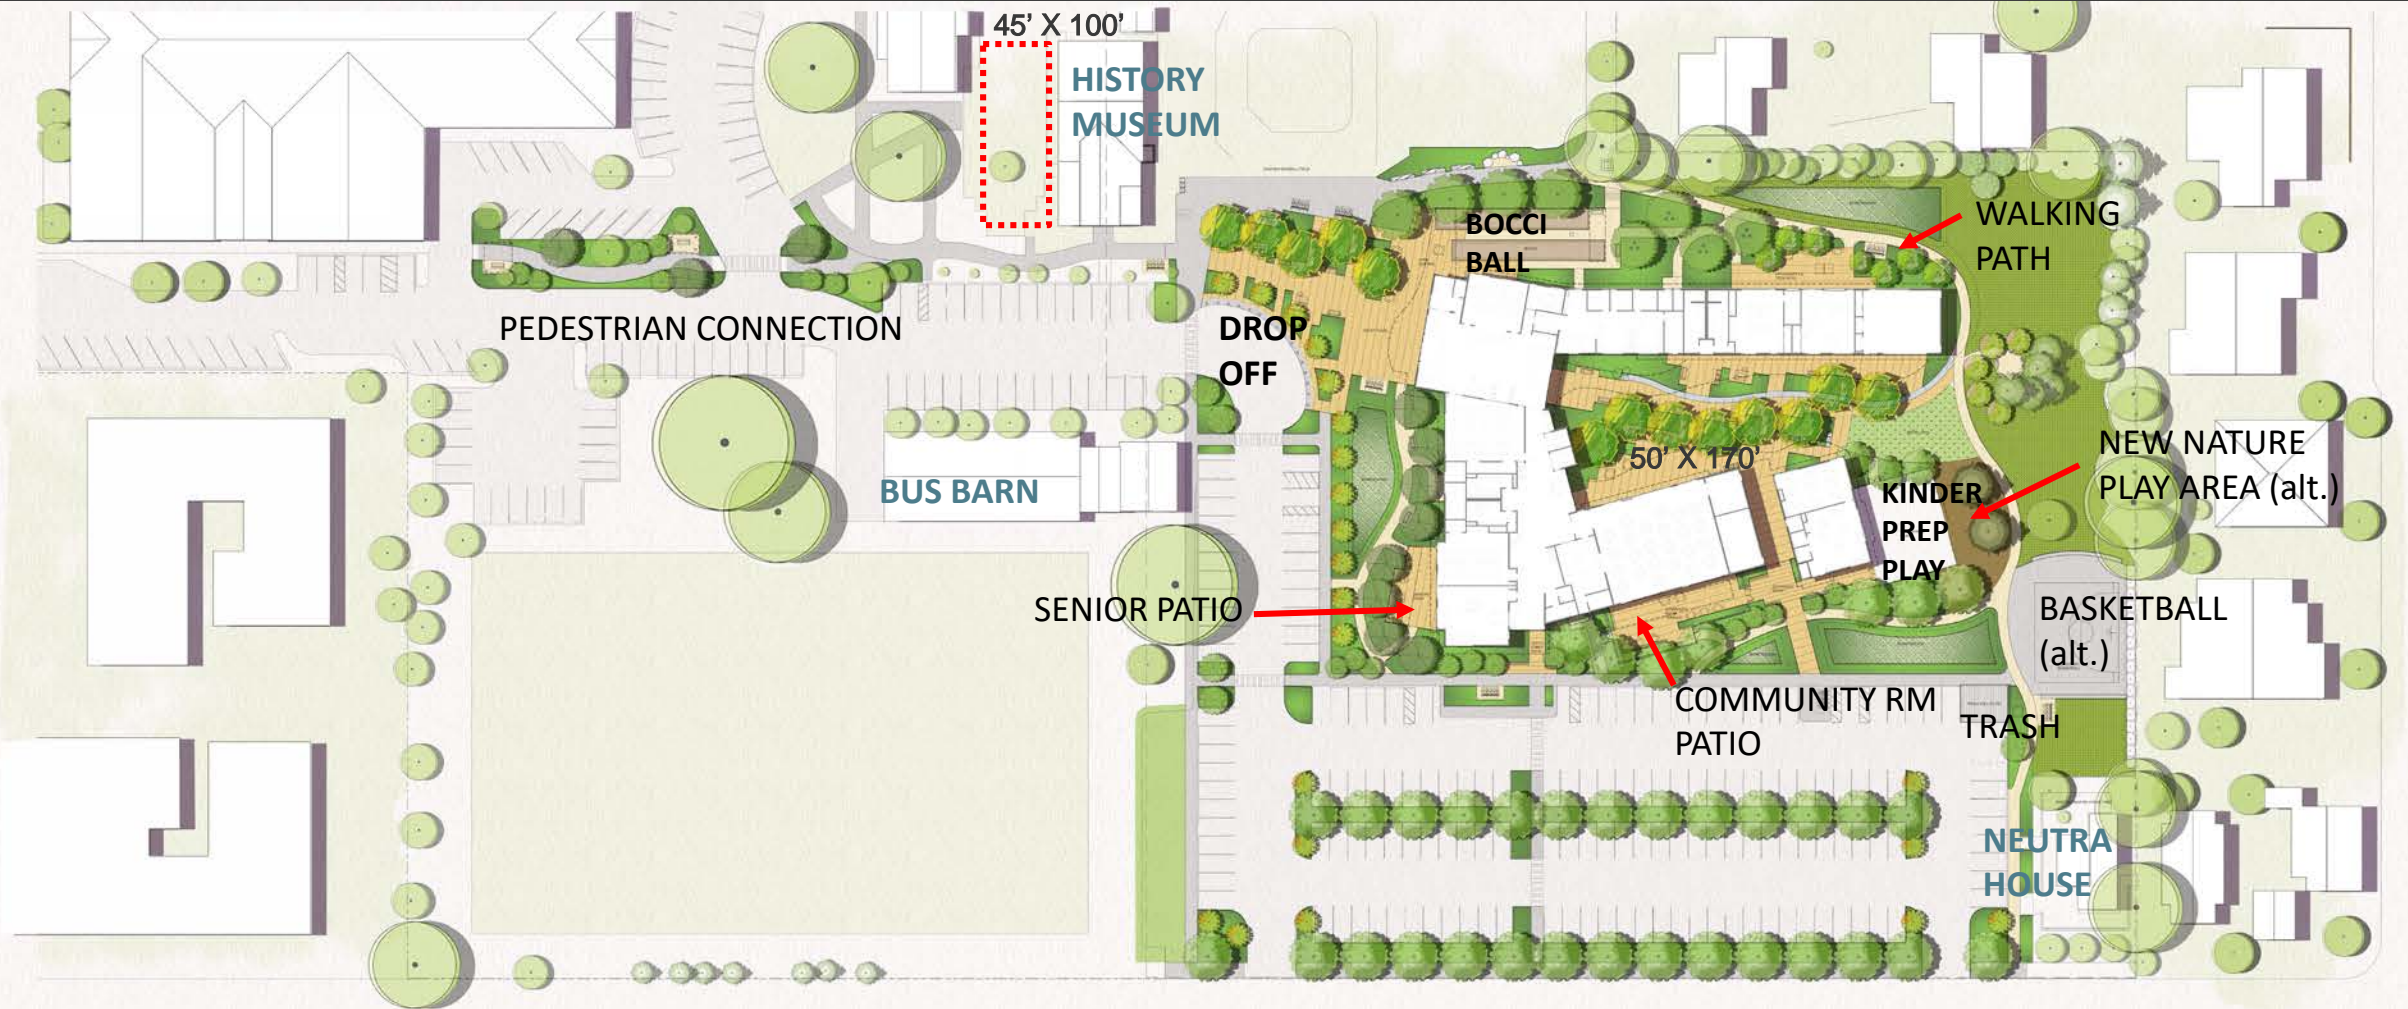 45' X 100'
HISTORY
MUSEUM
BOCCI
BALL
WALKING
PATH
PEDESTRIAN CONNECTION
DROP
OFF
50' X 170'
NEW NATURE
PLAY AREA (alt.)
BUS BARN
KINDER
PREP
PLAY
SENIOR PATIO
BASKETBALL
(alt.)
COMMUNITY RM
PATIO
TRASH
NEUTRA
HOUSE